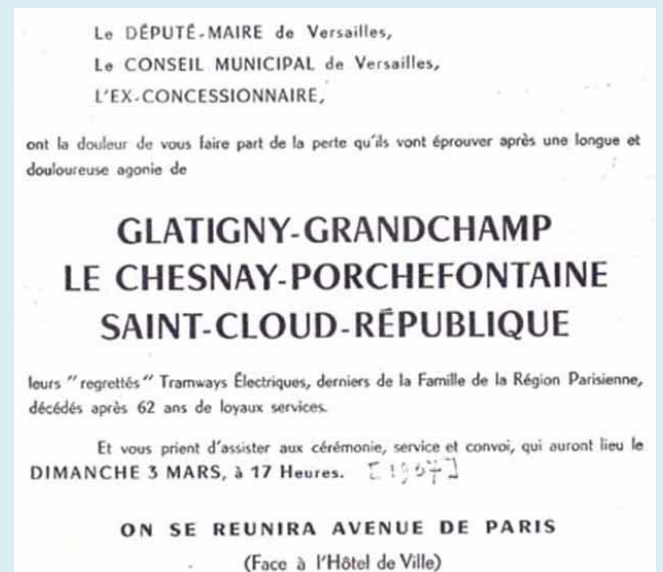 Le DÉPUTÉ-MAIRE de Versailles,
Le CONSEIL MUNICIPAL de Versailles,
L'EX-CONCESSIONNAIRE,
ont la douleur de vous faire part de la perte qu'ils vont éprouver après une longue et
douloureuse agonie de
GLATIGNY-GRANDCHAMP
LE CHESNAY-PORCHEFONTAINE
SAINT-CLOUD-RÉPUBLIQUE
leurs "regrettés" Tramways Électriques, derniers de la Famille de la Région Parisienne,
décédés après 62 ans de loyaux services.
Et vous prient d'assister aux cérémonie, service et convoi, qui auront lieu le
DIMANCHE 3 MARS, à 17 Heures. [1957]
ON SE REUNIRA AVENUE DE PARIS
(Face à l'Hôtel de Ville)